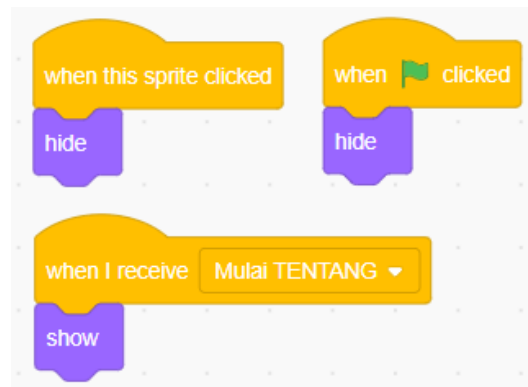 when this sprite clicked
hide
when clicked
hide
when I receive Mulai TENTANG
show